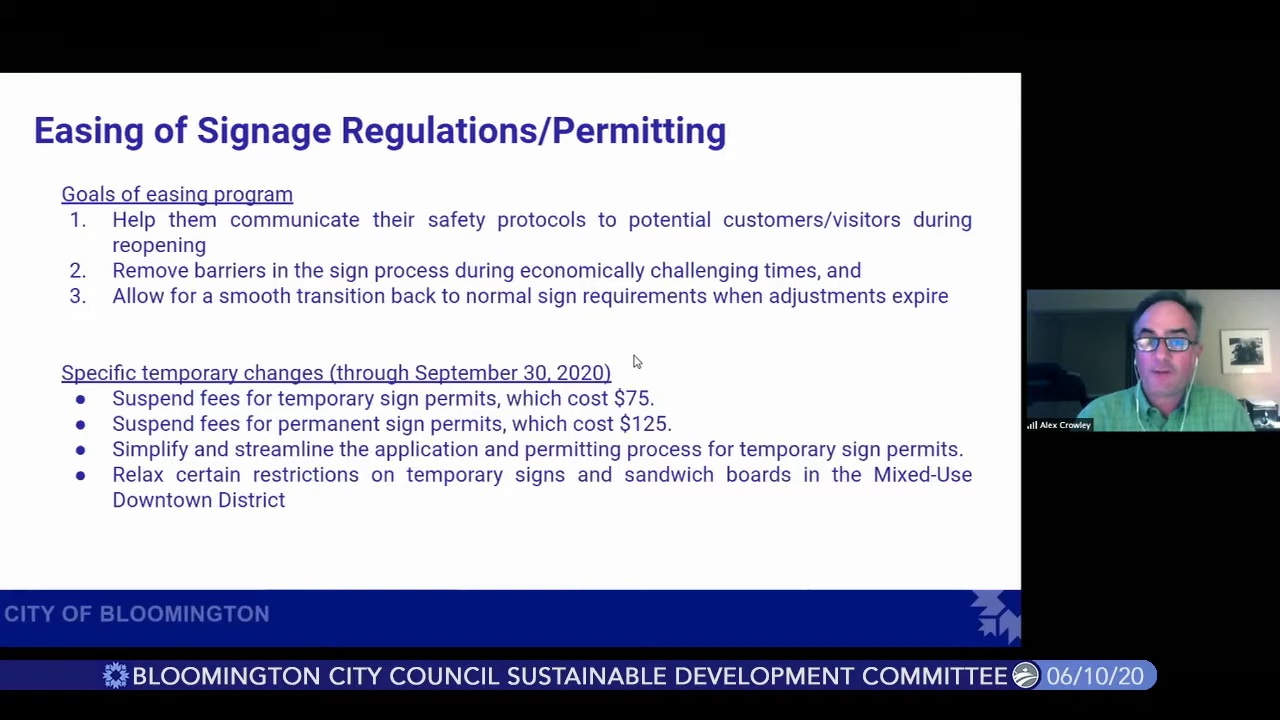 Easing of Signage Regulations/Permitting
Goals of easing program
1. Help them communicate their safety protocols to potential customers/visitors during
reopening
2. Remove barriers in the sign process during economically challenging times, and
3. Allow for a smooth transition back to normal sign requirements when adjustments expire
Specific temporary changes (through September 30, 2020)
● Suspend fees for temporary sign permits, which cost $75.
● Suspend fees for permanent sign permits, which cost $125.
● Simplify and streamline the application and permitting process for temporary sign permits.
● Relax certain restrictions on temporary signs and sandwich boards in the Mixed-Use
Downtown District
Alex Crowley
CITY OF BLOOMINGTON
BLOOMINGTON CITY COUNCIL SUSTAINABLE DEVELOPMENT COMMITTEE 06/10/20